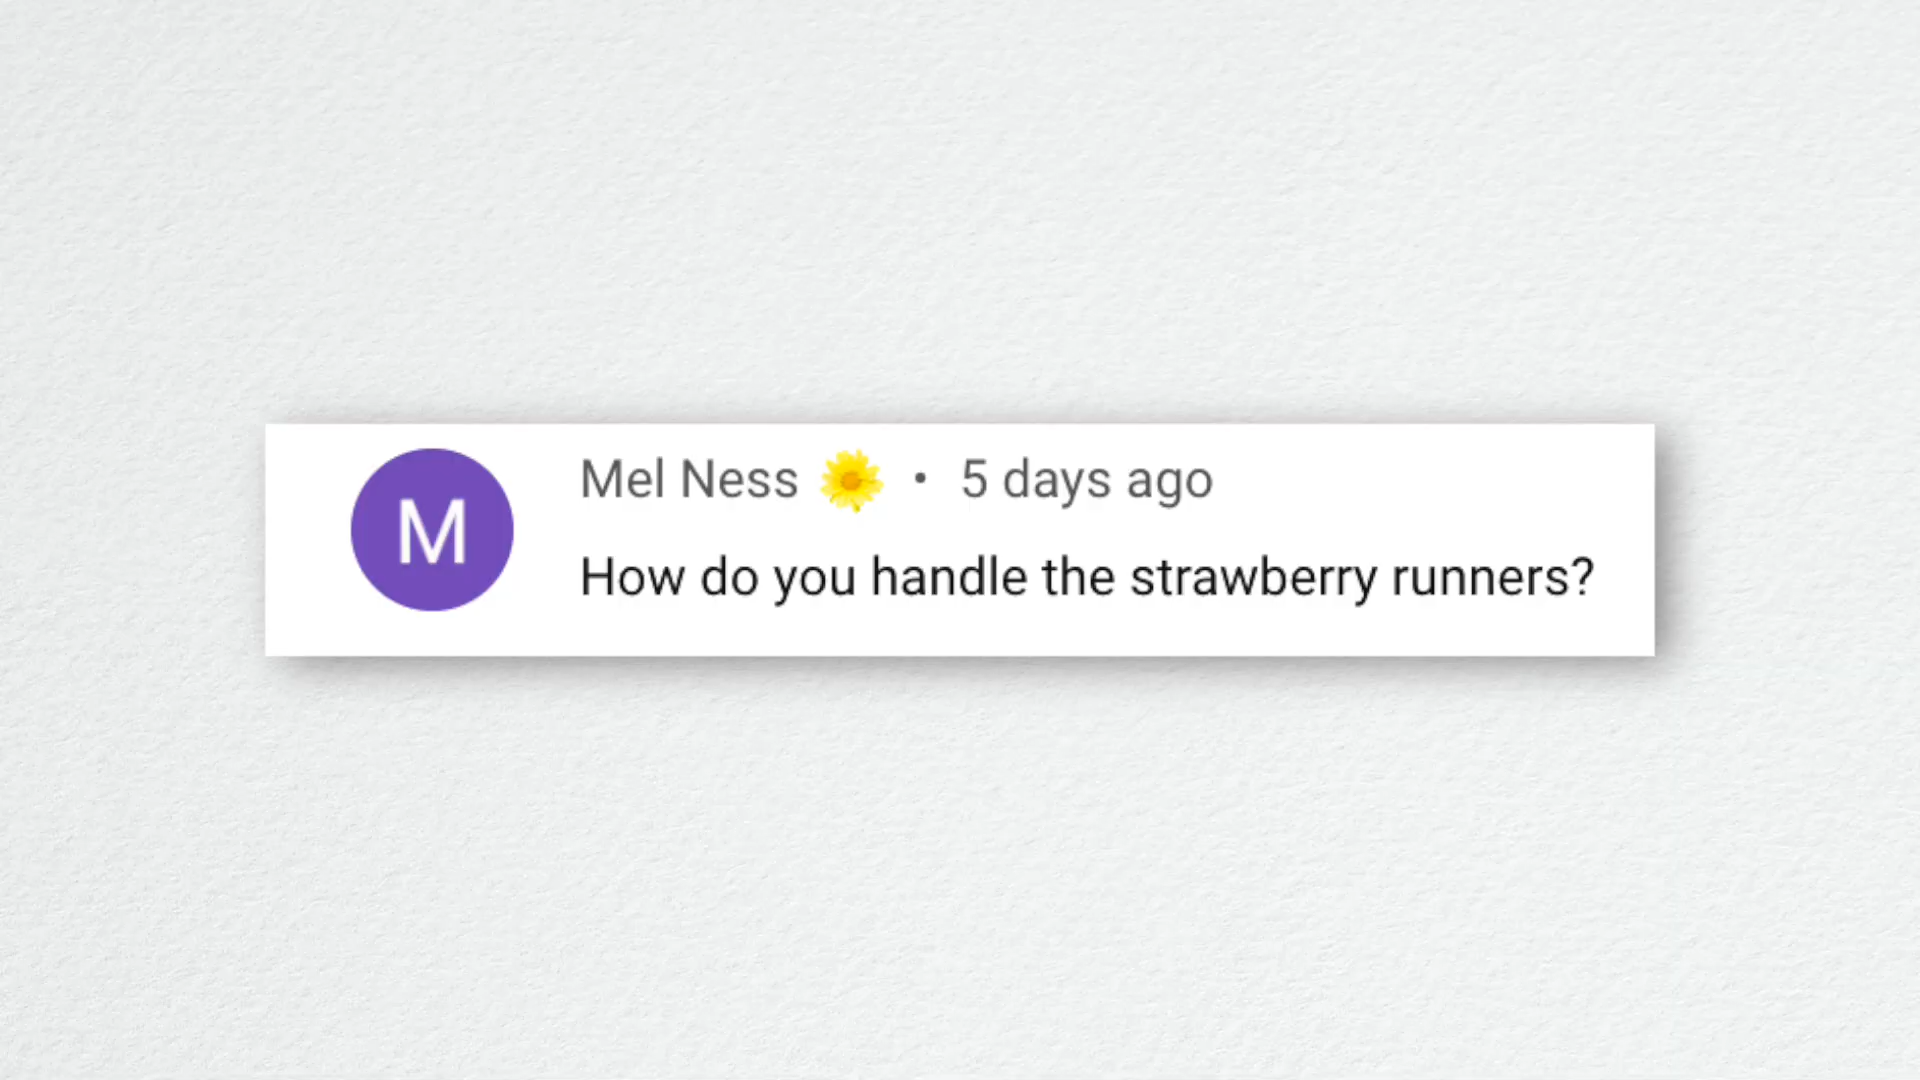 M
Mel Ness 🌼 • 5 days ago
How do you handle the strawberry runners?